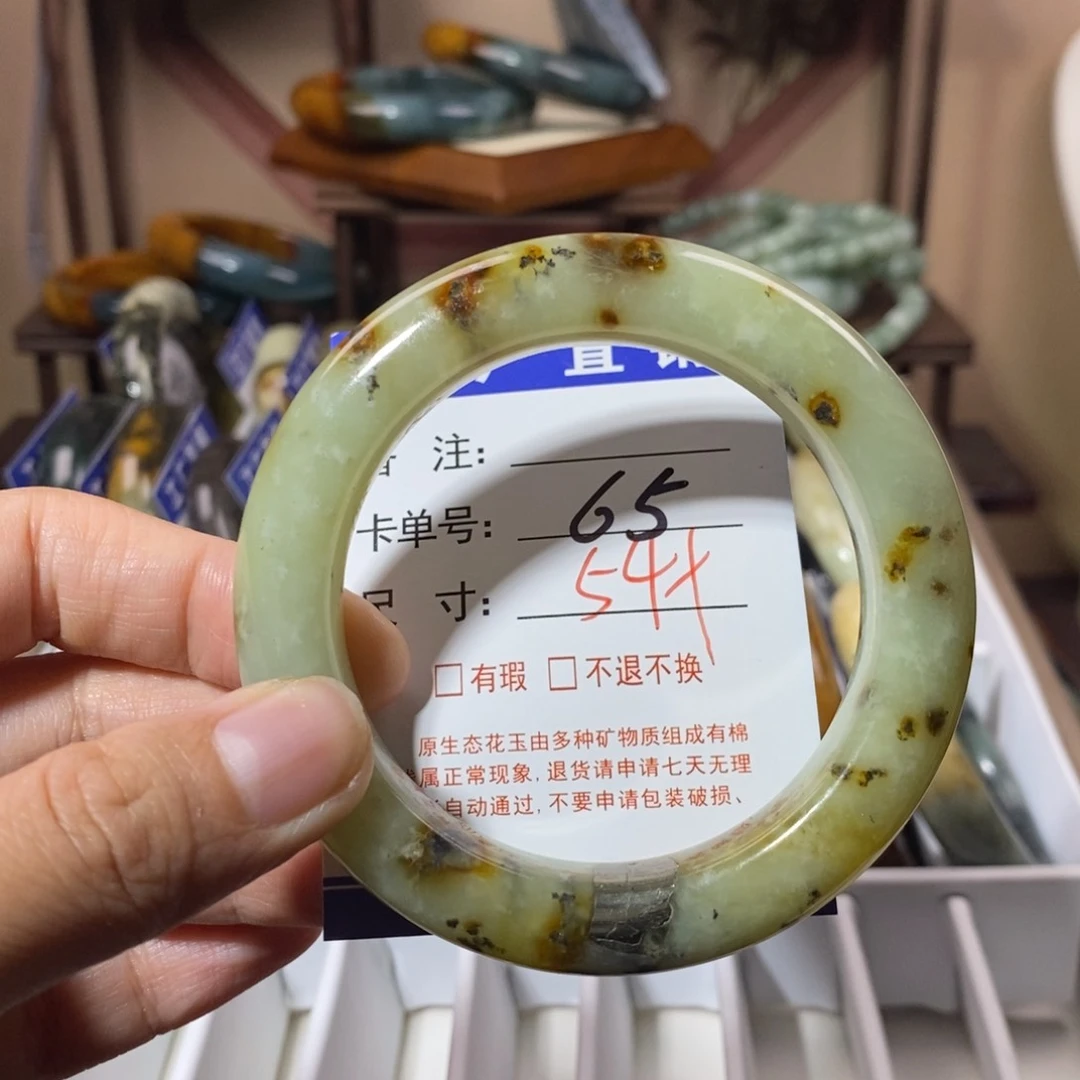 直
注:
卡单号: 65
尺 寸: 54
□有瑕 □不退不换
原生态花玉由多种矿物质组成有棉
属正常现象,退货请申请七天无理
自动通过,不要申请包装破损、